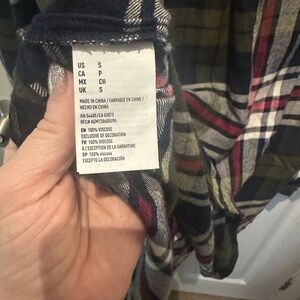 US S
CA P
MX CH
UK S
MADE IN CHINA / FABRIQUÉ EN CHINE /
HECHO EN CHINA
RN 54485/CA 03873
EN 100% VISCOSE
EXCLUSIVE OF DECORATION
FR 100% VISCOSE
À L'EXCEPTION DE LA GARNITURE
SP 100% viscosa
EXCEPTO LA DECORACIÓN